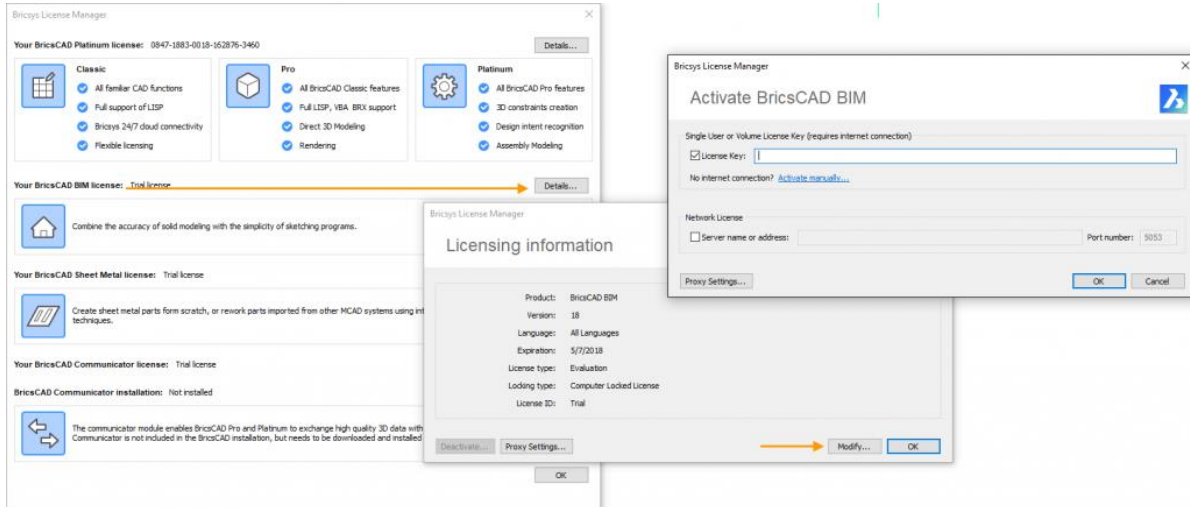 Bricsys License Manager
Your BricsCAD Platinum license: 0847-1883-0018-162876-3460
Details...
Classic
All familiar CAD functions
Full support of LISP
Bricsys 24/7 cloud connectivity
Flexible licensing
Pro
All BricsCAD Classic features
Full LISP, VBA BRX support
Direct 3D Modeling
Rendering
Platinum
All BricsCAD Pro features
3D constraints creation
Design intent recognition
Assembly Modeling
Your BricsCAD BIM license: Trial license
Details...
Combine the accuracy of solid modeling with the simplicity of sketching programs.
Your BricsCAD Sheet Metal license: Trial license
Create sheet metal parts form scratch, or rework parts imported from other MCAD systems using
techniques.
Your BricsCAD Communicator license: Trial license
BricsCAD Communicator installation: Not installed
The communicator module enables BricsCAD Pro and Platinum to exchange high quality 3D data with
Communicator is not included in the BricsCAD installation, but needs to be downloaded and installed
OK
Bricsys License Manager
Licensing information
Product: BricsCAD BIM
Version: 18
Language: All Languages
Expiration: 5/7/2018
License type: Evaluation
Locking type: Computer Locked License
License ID: Trial
Deactivate... Proxy Settings... Modify... OK
Bricsys License Manager
Activate BricsCAD BIM
Single User or Volume License Key (requires internet connection)
License Key:
No internet connection? Activate manually...
Network License
Server name or address: Port number: 5053
Proxy Settings... OK Cancel